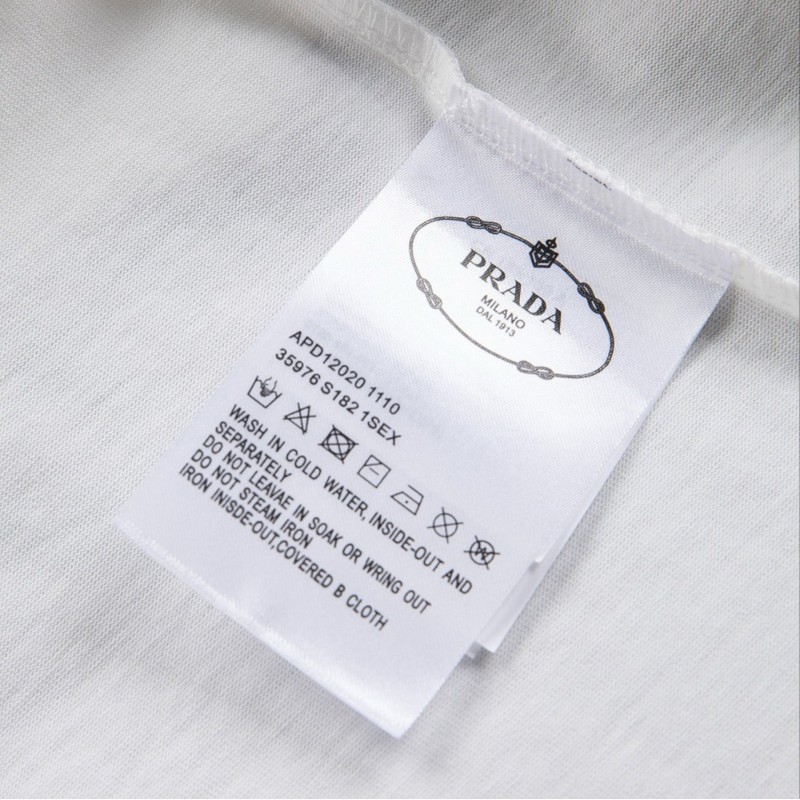 PRADA
MILANO
DAL 1913
APD12020 1110
35976 S182 1SEX
WASH IN COLD WATER, INSIDE-OUT AND
SEPARATELY
DO NOT LEAVAE IN SOAK OR WRING OUT
DO NOT STEAM IRON
IRON INISDE-OUT,COVERED B CLOTH